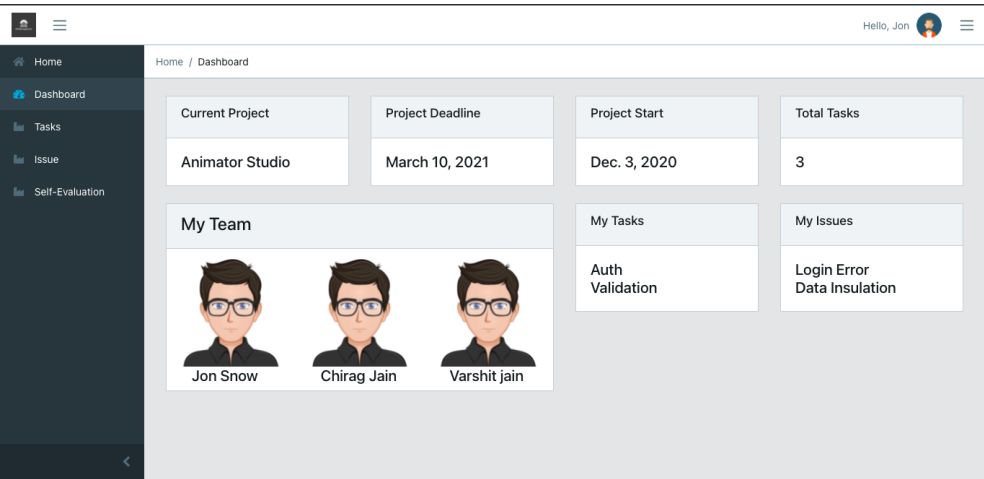 Hello, Jon
Home
Dashboard
Tasks
Issue
Self-Evaluation
Home / Dashboard
Current Project
Animator Studio
Project Deadline
March 10, 2021
Project Start
Dec. 3, 2020
Total Tasks
3
My Team
Jon Snow
Chirag Jain
Varshit jain
My Tasks
Auth
Validation
My Issues
Login Error
Data Insulation